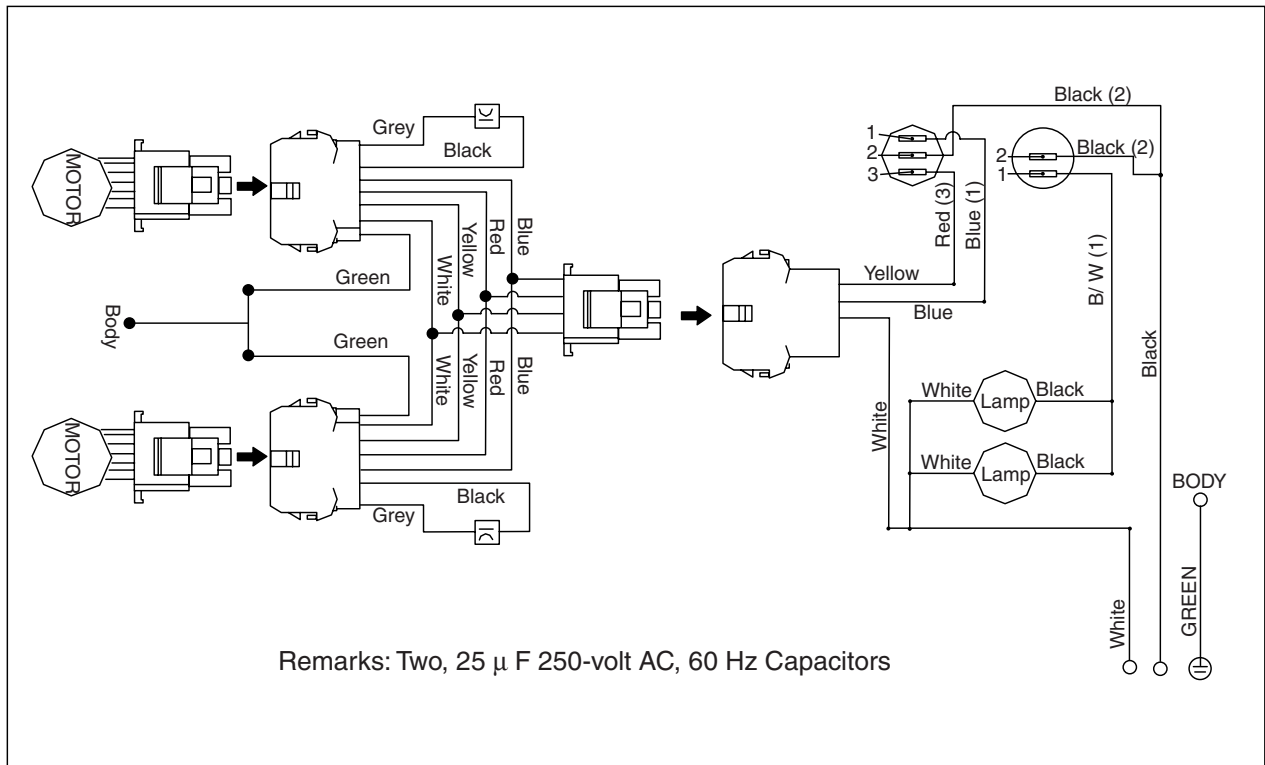 Black (2)
Grey
Black
1
2
3
2
1
Black (2)
MOTOR
Red (3)
Blue (1)
B/ W (1)
Blue
Red
Yellow
White
Green
Yellow
Blue
Body
Black
Green
White
Yellow
Red
Blue
White
White
Lamp
Black
MOTOR
White
Lamp
Black
Black
Grey
BODY
GREEN
White
Remarks: Two, 25 μ F 250-volt AC, 60 Hz Capacitors